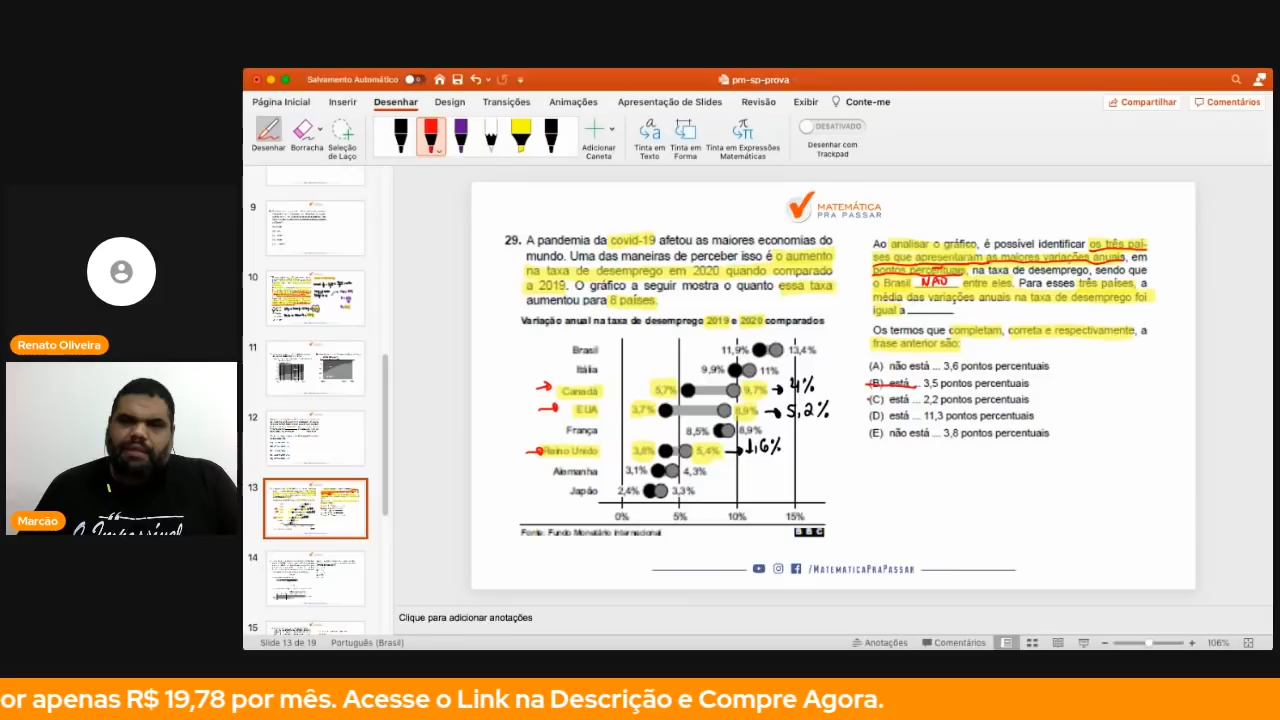 Salvamento Automático
pm-sp-prova
Página Inicial Inserir Desenhar Design Transições Animações Apresentação de Slides Revisão Exibir Conte-me
Compartilhar Comentários
Desenhar
Borracha
Seleção de Laço
Adicionar Caneta
Tinta em Texto
Tinta em Forma
Tinta em Expressões Matemáticas
DESATIVADO
Desenhar com Trackpad
9
10
11
12
13
14
15
MATEMÁTICA
PRA PASSAR
29. A pandemia da covid-19 afetou as maiores economias do
mundo. Uma das maneiras de perceber isso é o aumento
na taxa de desemprego em 2020 quando comparado
a 2019. O gráfico a seguir mostra o quanto essa taxa
aumentou para 8 países.
Variação anual na taxa de desemprego 2019 e 2020 comparados
Brasil 11,9% 13,4%
Itália 9,9% 11%
Canadá 5,7% 9,7% 4%
EUA 3,7% 8,9% 5,2%
França 8,5% 8,9%
Reino Unido 3,8% 5,4% 1,6%
Alemanha 3,1% 4,3%
Japão 2,4% 3,3%
0% 5% 10% 15%
Fonte: Fundo Monetário Internacional BBC
Ao analisar o gráfico, é possível identificar os três paí-
ses que apresentaram as maiores variações anuais, em
pontos percentuais, na taxa de desemprego, sendo que
o Brasil NÃO entre eles. Para esses três países, a
média das variações anuais na taxa de desemprego foi
igual a ________.
Os termos que completam, correta e respectivamente, a
frase anterior são:
(A) não está ... 3,6 pontos percentuais
(B) está ... 3,5 pontos percentuais
(C) está ... 2,2 pontos percentuais
(D) está ... 11,3 pontos percentuais
(E) não está ... 3,8 pontos percentuais
/MATEMATICAPRAPASSAR
Clique para adicionar anotações
Slide 13 de 19 Português (Brasil) Anotações Comentários 106%
Renato Oliveira
Marcão
or apenas R$ 19,78 por mês. Acesse o Link na Descrição e Compre Agora.